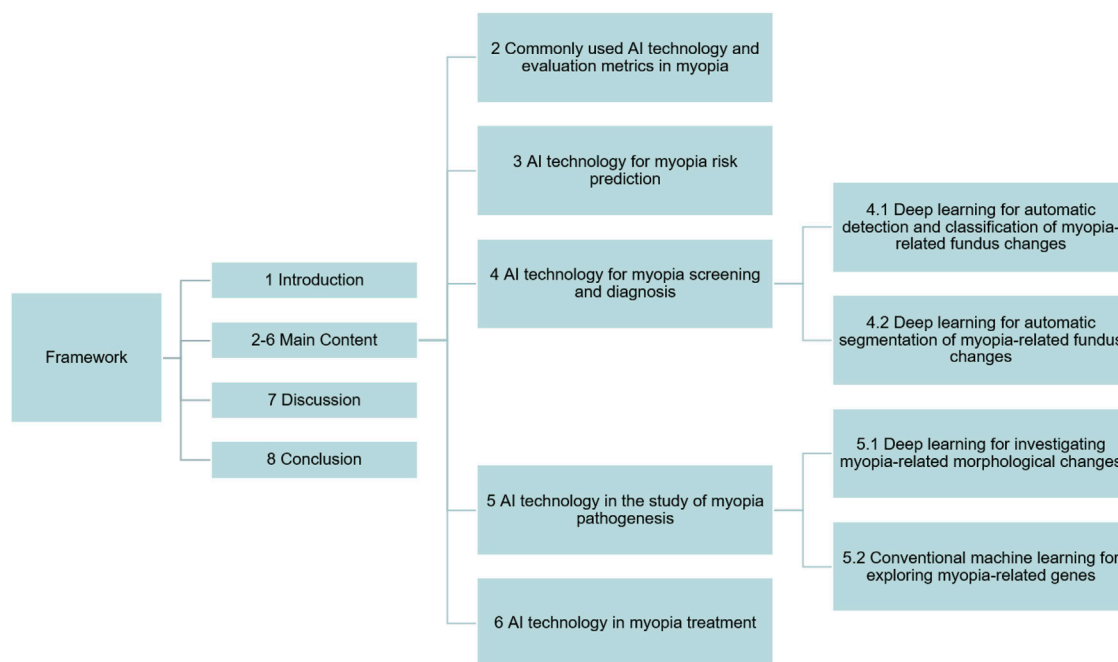 Framework
1 Introduction
2-6 Main Content
7 Discussion
8 Conclusion
2 Commonly used AI technology and
evaluation metrics in myopia
3 AI technology for myopia risk
prediction
4 AI technology for myopia screening
and diagnosis
4.1 Deep learning for automatic
detection and classification of myopia-
related fundus changes
4.2 Deep learning for automatic
segmentation of myopia-related fundus
changes
5 AI technology in the study of myopia
pathogenesis
5.1 Deep learning for investigating
myopia-related morphological changes
5.2 Conventional machine learning for
exploring myopia-related genes
6 AI technology in myopia treatment